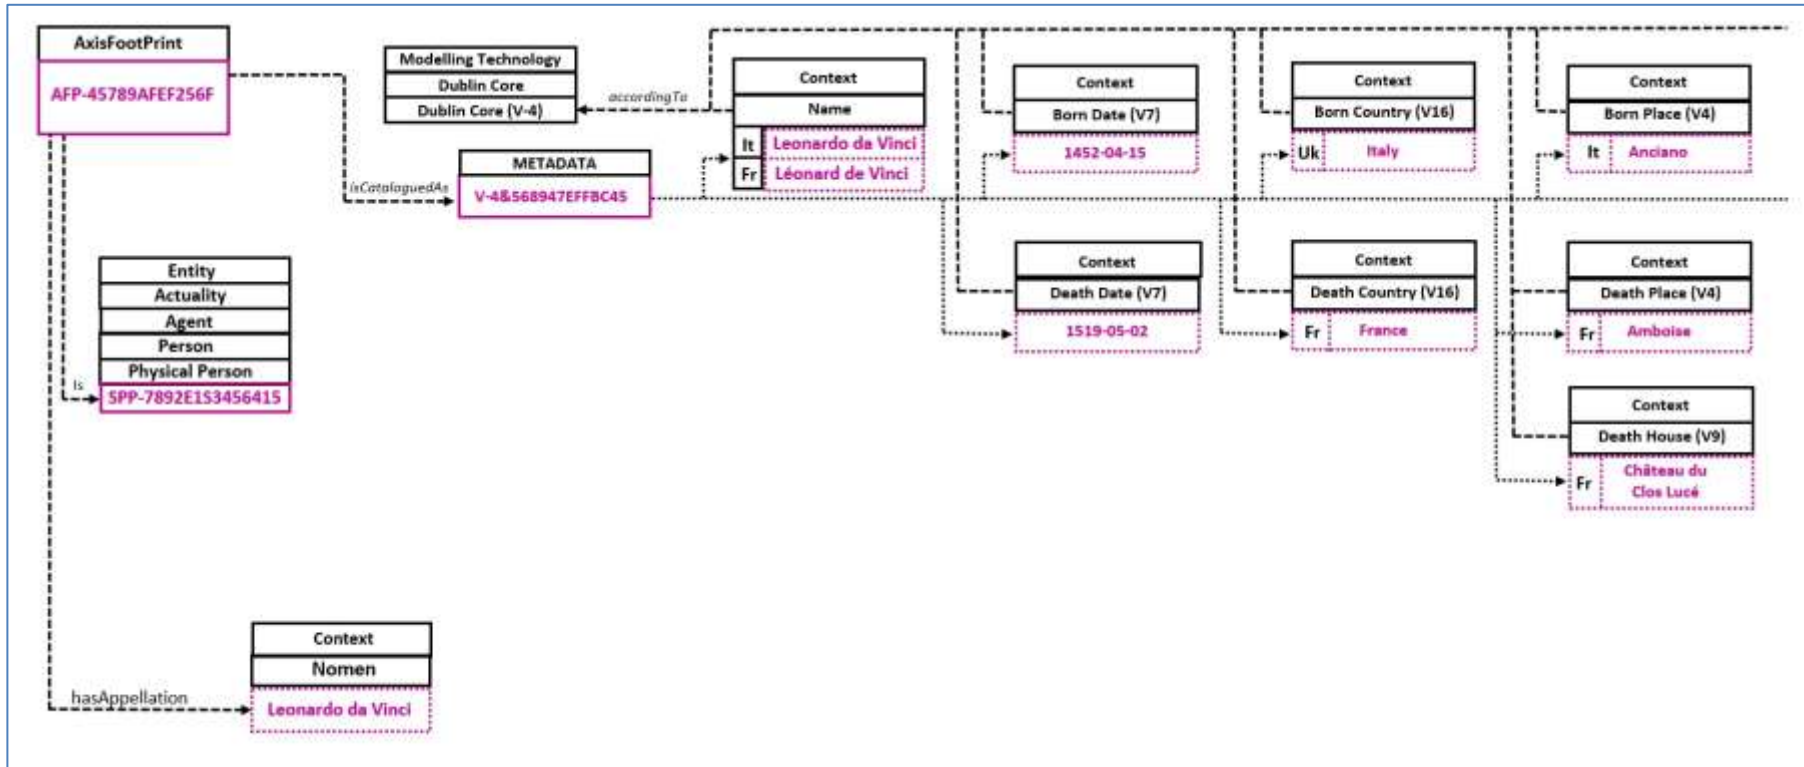 AxisFootPrint
AFP-45789AFEF256F
Modelling Technology
Dublin Core
Dublin Core (V-4)
accordingTo
Context
Name
It Leonardo da Vinci
Fr Léonard de Vinci
Context
Born Date (V7)
1452-04-15
Context
Born Country (V16)
Uk Italy
Context
Born Place (V4)
It Anciano
isCataloguedAs
METADATA
V-4&568947EFFBC45
Entity
Actuality
Agent
Person
Physical Person
Is
SPP-7892E1S3456415
Context
Death Date (V7)
1519-05-02
Context
Death Country (V16)
Fr France
Context
Death Place (V4)
Fr Amboise
Context
Death House (V9)
Fr Château du
Clos Lucé
Context
Nomen
hasAppellation
Leonardo da Vinci